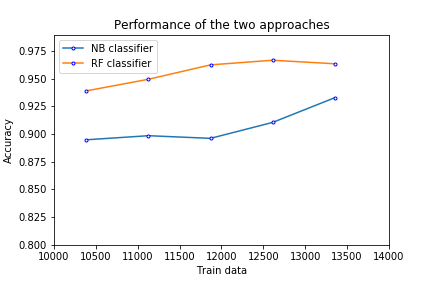 Performance of the two approaches
NB classifier
RF classifier
0.975
0.950
0.925
0.900
0.875
0.850
0.825
0.800
Accuracy
10000 10500 11000 11500 12000 12500 13000 13500 14000
Train data